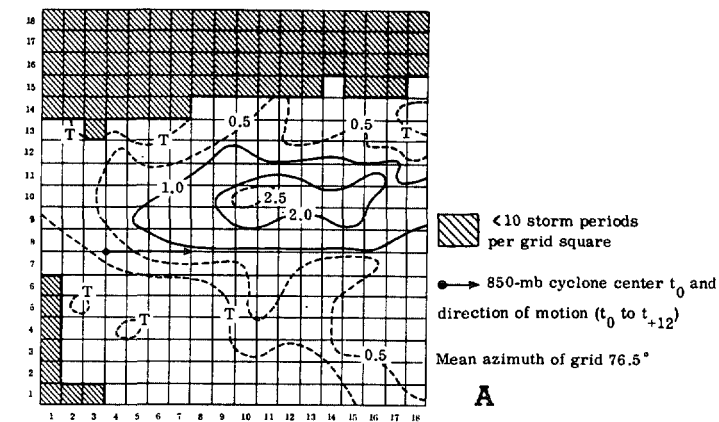 18
17
16
15
14
13
12
11
10
9
8
7
6
5
4
3
2
1
T
T
0.5
0.5
T
1.0
2.5
2.0
T
T
T
0.5
1 2 3 4 5 6 7 8 9 10 11 12 13 14 15 16 17 18
<10 storm periods
per grid square
850-mb cyclone center t0 and
direction of motion (t0 to t+12)
Mean azimuth of grid 76.5°
A